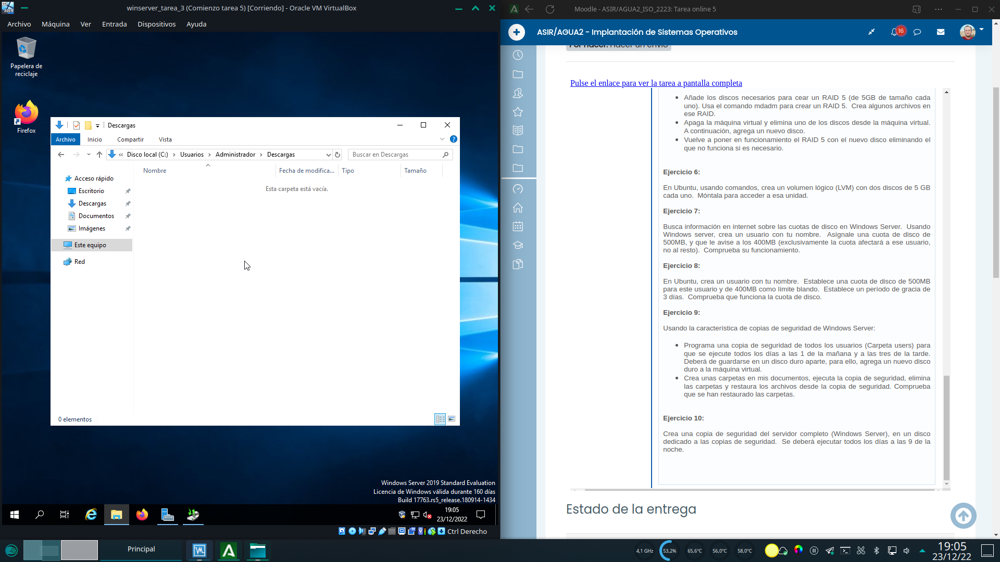 winserver_tarea_3 (Comienzo tarea 5) [Corriendo] - Oracle VM VirtualBox
Archivo Máquina Ver Entrada Dispositivos Ayuda
Papelera de
reciclaje
Firefox
Descargas
Archivo Inicio Compartir Vista
Disco local (C:) Usuarios Administrador Descargas
Buscar en Descargas
Nombre Fecha de modifica... Tipo Tamaño
Esta carpeta está vacía.
Acceso rápido
Escritorio
Descargas
Documentos
Imágenes
Este equipo
Red
0 elementos
Windows Server 2019 Standard Evaluation
Licencia de Windows válida durante 160 días
Build 17763.rs5_release.180914-1434
19:05
23/12/2022
Ctrl Derecho
Moodle - ASIR/AGUA2_ISO_2223: Tarea online 5
ASIR/AGUA2 - Implantación de Sistemas Operativos
16
Por hacer: Hacer un envío
Pulse el enlace para ver la tarea a pantalla completa
Añade los discos necesarios para cear un RAID 5 (de 5GB de tamaño cada
uno). Usa el comando mdadm para crear un RAID 5. Crea algunos archivos en
ese RAID.
Apaga la máquina virtual y elimina uno de los discos desde la máquina virtual.
A continuación, agrega un nuevo disco.
Vuelve a poner en funcionamiento el RAID 5 con el nuevo disco eliminando el
que no funciona si es necesario.
Ejercicio 6:
En Ubuntu, usando comandos, crea un volumen lógico (LVM) con dos discos de 5 GB
cada uno. Móntala para acceder a esa unidad.
Ejercicio 7:
Busca información en internet sobre las cuotas de disco en Windows Server. Usando
Windows server, crea un usuario con tu nombre. Asígnale una cuota de disco de
500MB, y que le avise a los 400MB (exclusivamente la cuota afectará a ese usuario,
no al resto). Comprueba su funcionamiento.
Ejercicio 8:
En Ubuntu, crea un usuario con tu nombre. Establece una cuota de disco de 500MB
para este usuario y de 400MB como límite blando. Establece un período de gracia de
3 días. Comprueba que funciona la cuota de disco.
Ejercicio 9:
Usando la característica de copias de seguridad de Windows Server:
Programa una copia de seguridad de todos los usuarios (Carpeta users) para
que se ejecute todos los días a las 1 de la mañana y a las tres de la tarde.
Deberá de guardarse en un disco duro aparte, para ello, agrega un nuevo disco
duro a la máquina virtual.
Crea unas carpetas en mis documentos, ejecuta la copia de seguridad, elimina
las carpetas y restaura los archivos desde la copia de seguridad. Comprueba
que se han restaurado las carpetas.
Ejercicio 10:
Crea una copia de seguridad del servidor completo (Windows Server), en un disco
dedicado a las copias de seguridad. Se deberá ejecutar todos los días a las 9 de la
noche.
Estado de la entrega
Principal
4,1 GHz 53,2% 65,6°C 56,0°C 58,0°C
19:05
23/12/22